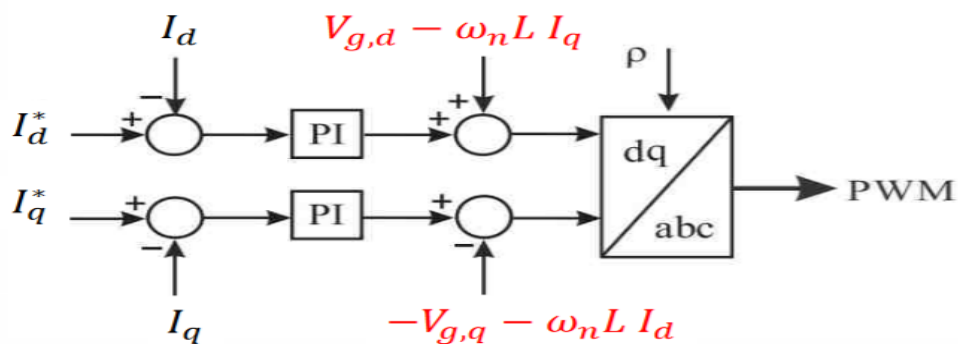 I_d
V_{g,d} − ω_n L I_q
ρ
−
+
+
+
I_d^*
PI
dq
I_q^*
+
PI
+
PWM
−
−
abc
I_q
−V_{g,q} − ω_n L I_d